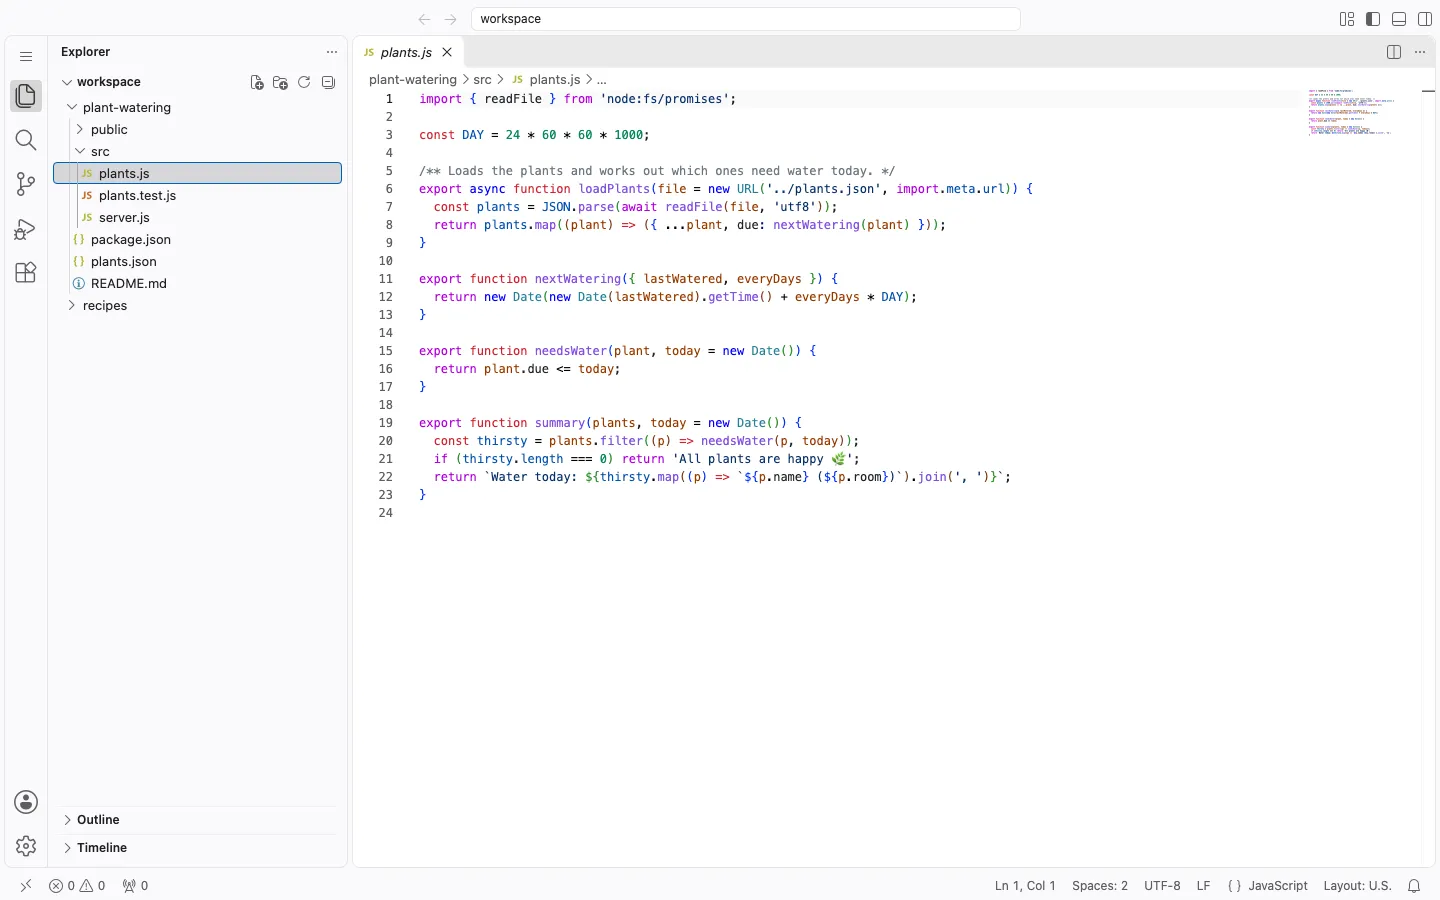 workspace
Explorer
workspace
plant-watering
public
src
JS plants.js
JS plants.test.js
JS server.js
{} package.json
{} plants.json
README.md
recipes
Outline
Timeline
JS plants.js
plant-watering > src > JS plants.js > ...
1 import { readFile } from 'node:fs/promises';
2
3 const DAY = 24 * 60 * 60 * 1000;
4
5 /** Loads the plants and works out which ones need water today. */
6 export async function loadPlants(file = new URL('../plants.json', import.meta.url)) {
7 const plants = JSON.parse(await readFile(file, 'utf8'));
8 return plants.map((plant) => ({ ...plant, due: nextWatering(plant) }));
9 }
10
11 export function nextWatering({ lastWatered, everyDays }) {
12 return new Date(new Date(lastWatered).getTime() + everyDays * DAY);
13 }
14
15 export function needsWater(plant, today = new Date()) {
16 return plant.due <= today;
17 }
18
19 export function summary(plants, today = new Date()) {
20 const thirsty = plants.filter((p) => needsWater(p, today));
21 if (thirsty.length === 0) return 'All plants are happy 🌿';
22 return `Water today: ${thirsty.map((p) => `${p.name} (${p.room})`).join(', ')}`;
23 }
24
0 0 0
Ln 1, Col 1 Spaces: 2 UTF-8 LF {} JavaScript Layout: U.S.